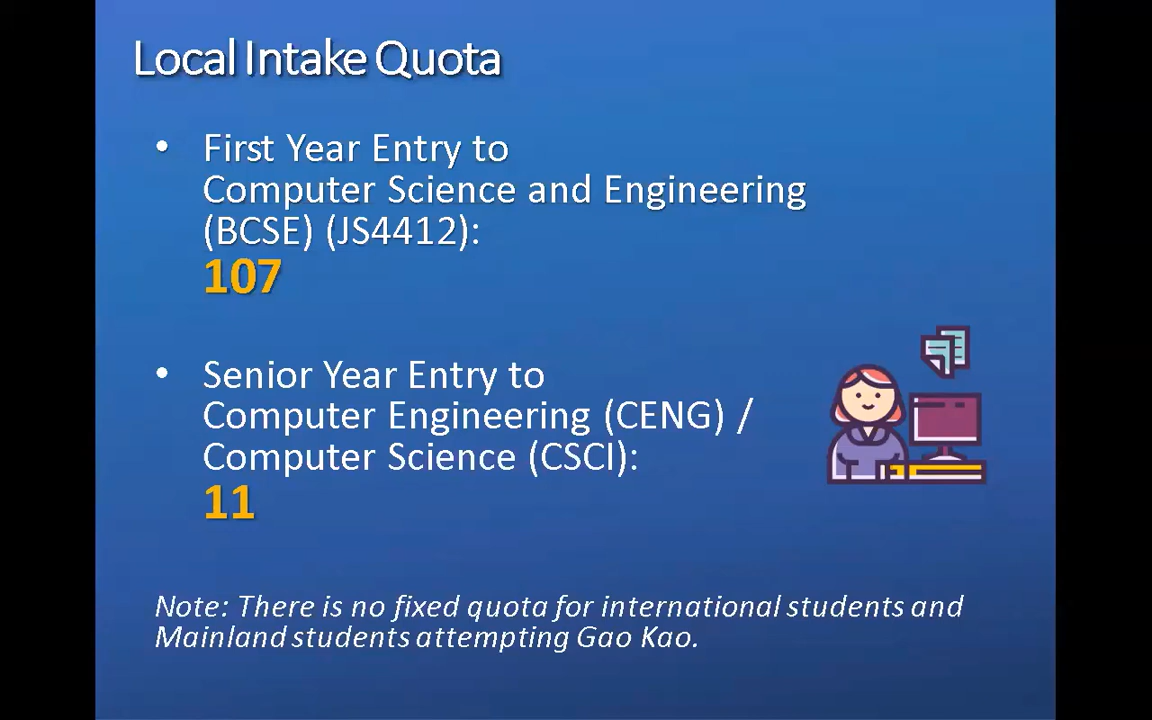 Local Intake Quota
• First Year Entry to
Computer Science and Engineering
(BCSE) (JS4412):
107
• Senior Year Entry to
Computer Engineering (CENG) /
Computer Science (CSCI):
11
Note: There is no fixed quota for international students and
Mainland students attempting Gao Kao.